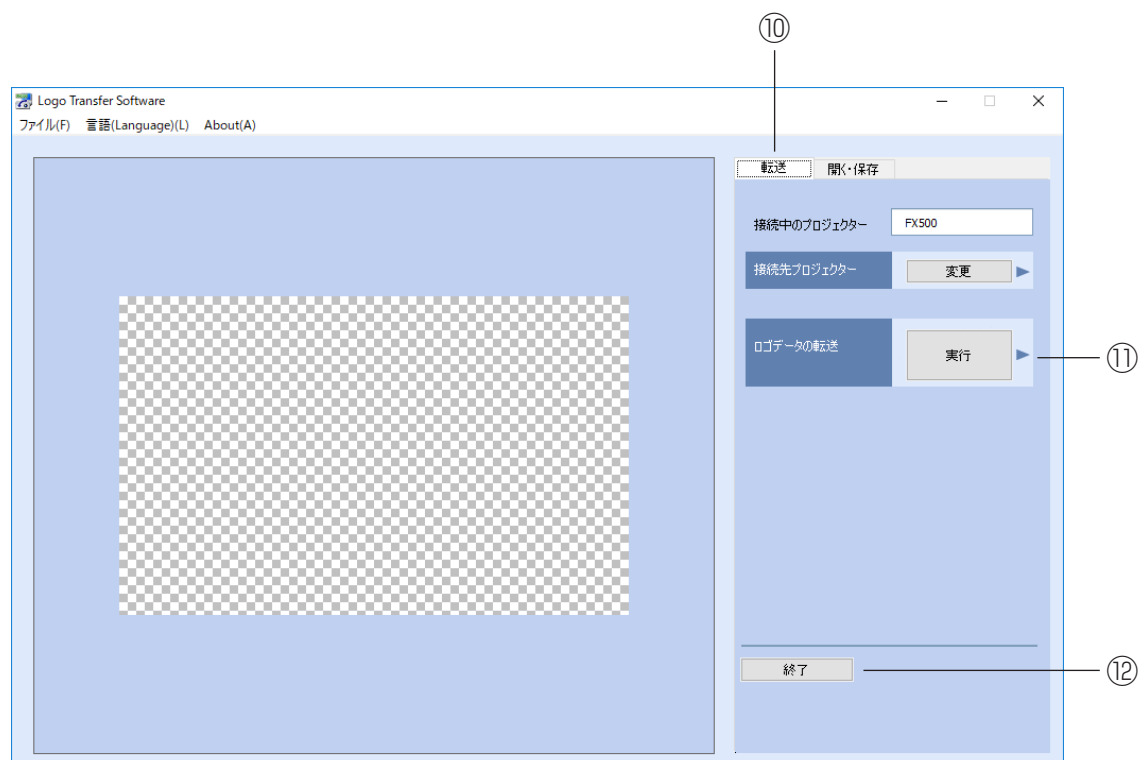 ⑩
Logo Transfer Software
ファイル(F) 言語(Language)(L) About(A)
転送 開く・保存
接続中のプロジェクター FX500
接続先プロジェクター 変更
ロゴデータの転送 実行
⑪
終了
⑫